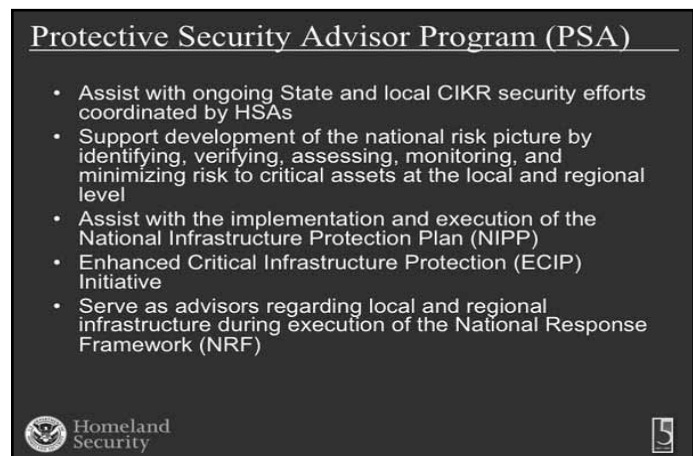 Protective Security Advisor Program (PSA)
• Assist with ongoing State and local CIKR security efforts
coordinated by HSAs
• Support development of the national risk picture by
identifying, verifying, assessing, monitoring, and
minimizing risk to critical assets at the local and regional
level
• Assist with the implementation and execution of the
National Infrastructure Protection Plan (NIPP)
• Enhanced Critical Infrastructure Protection (ECIP)
Initiative
• Serve as advisors regarding local and regional
infrastructure during execution of the National Response
Framework (NRF)
Homeland
Security
5